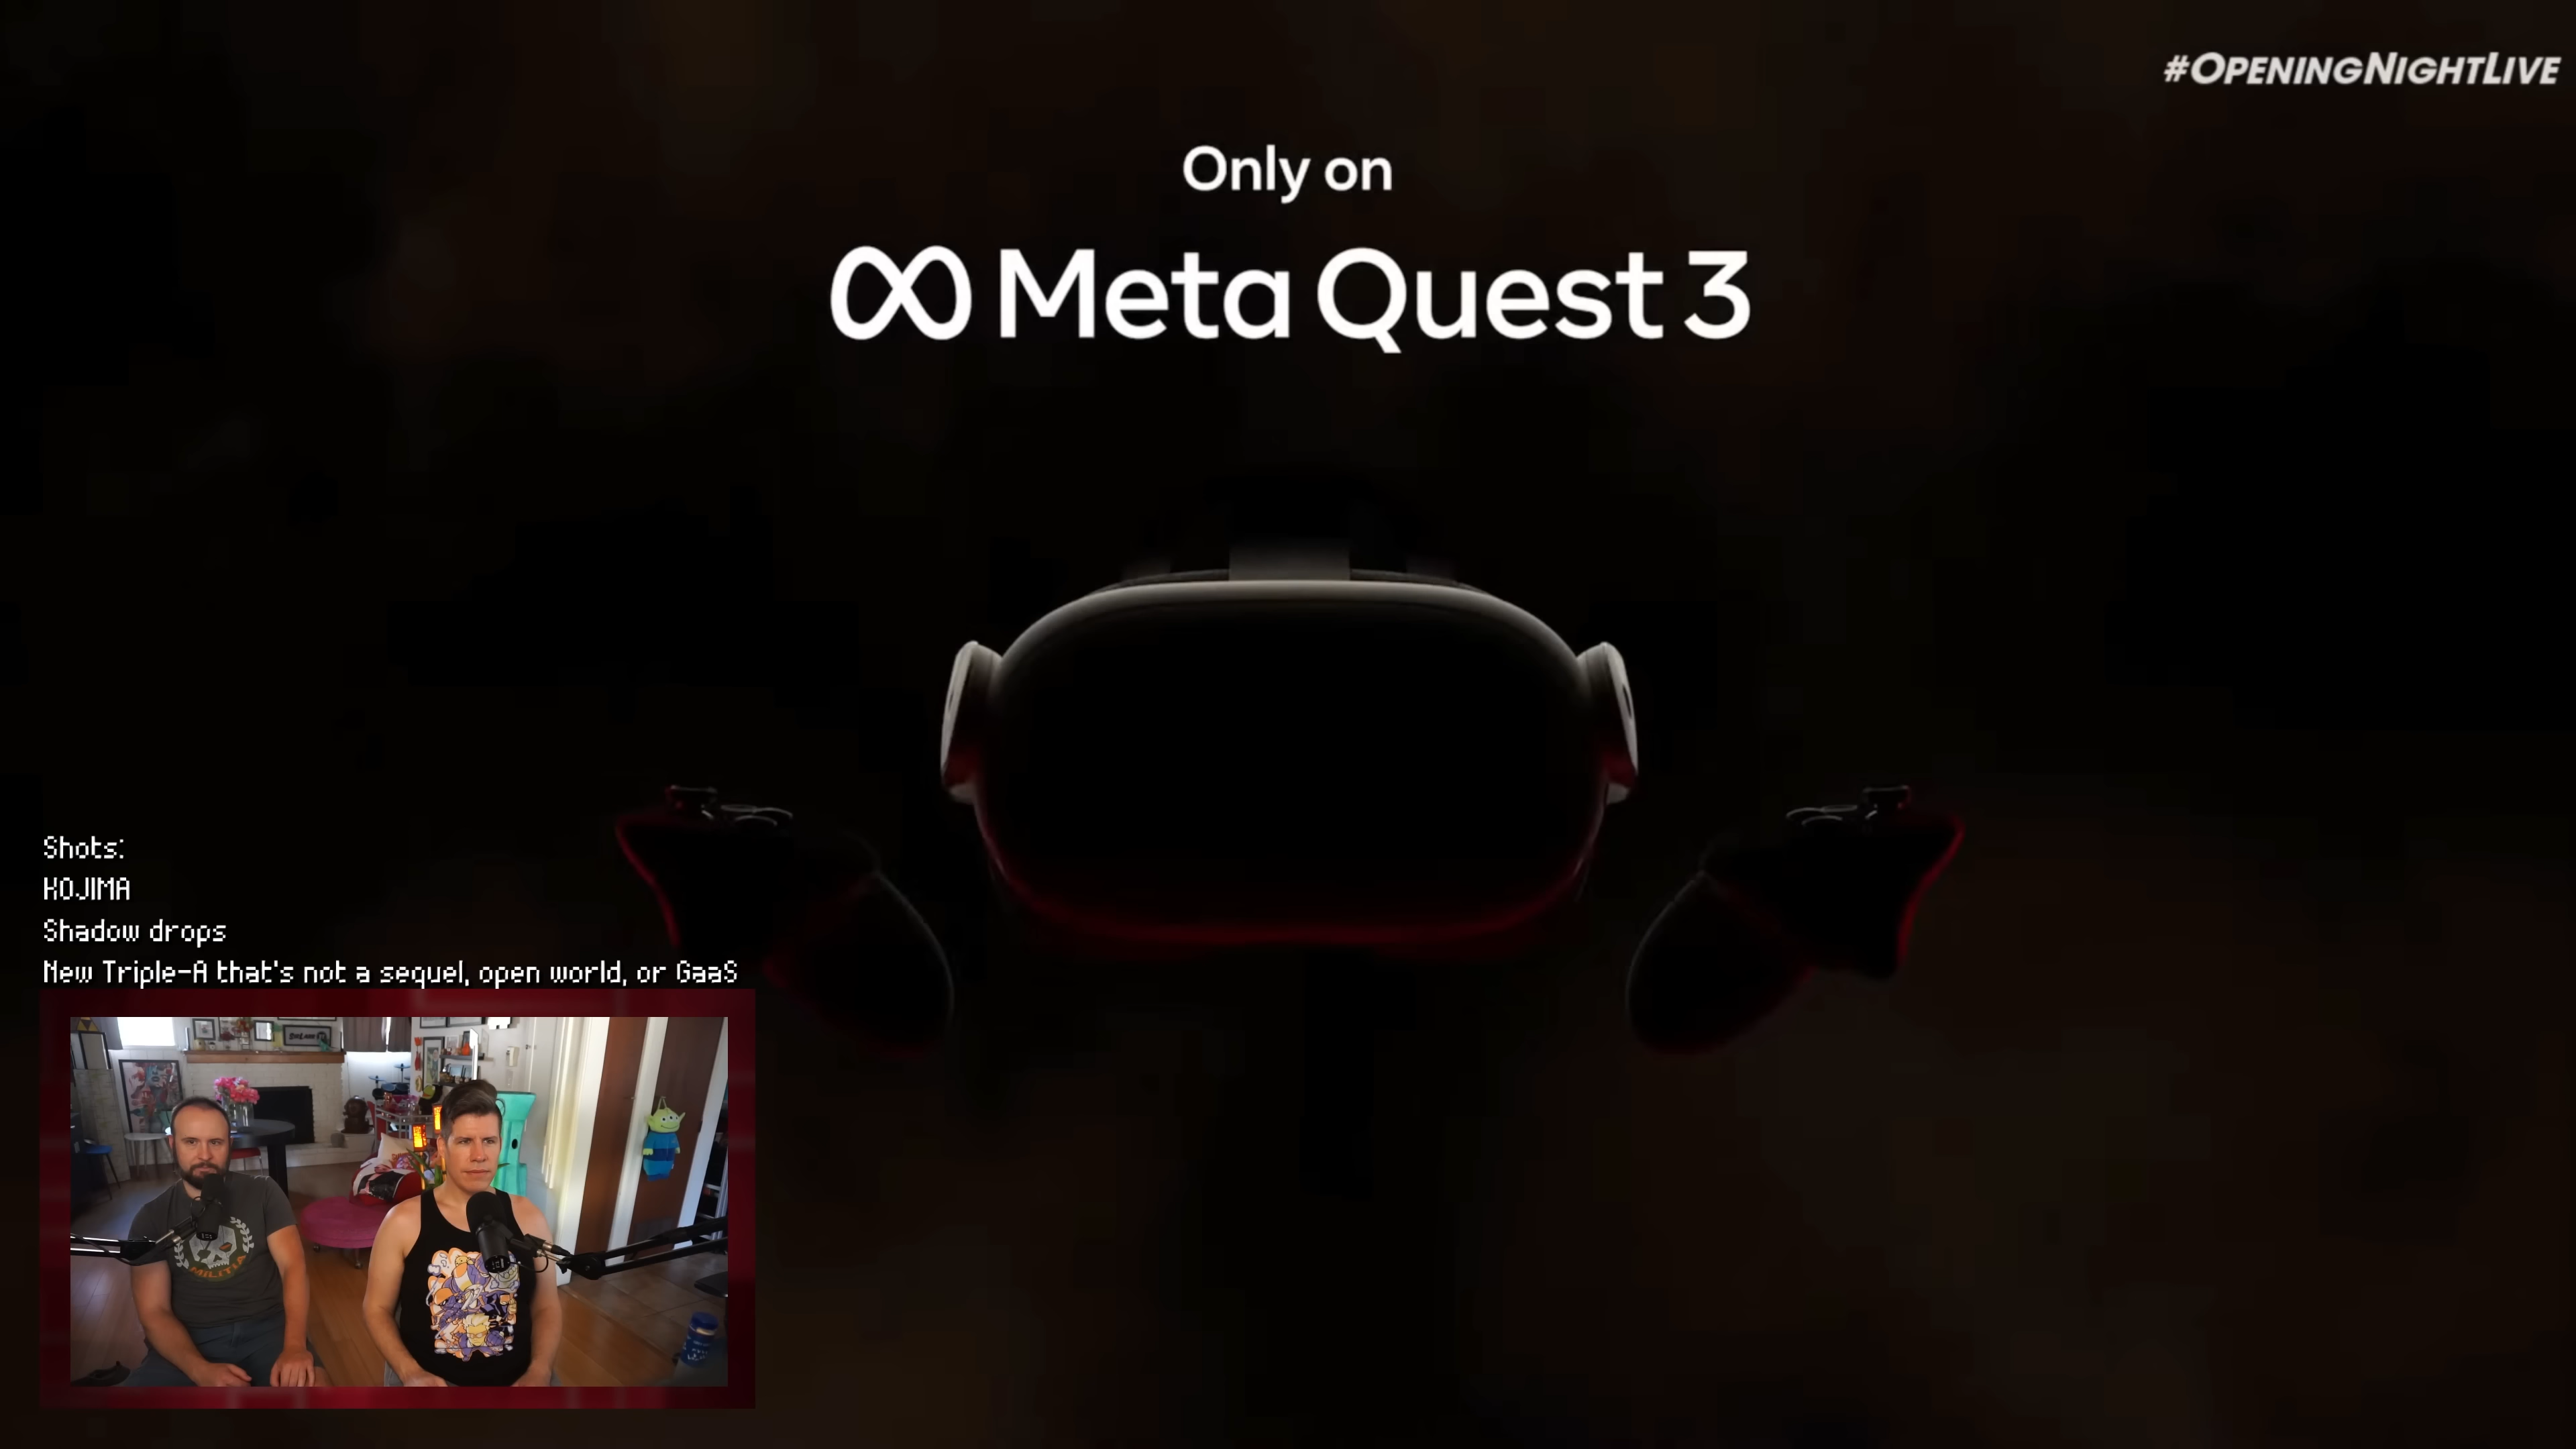 #OPENINGNIGHTLIVE
Only on
Meta Quest 3
Shots:
KOJIMA
Shadow drops
New Triple-A that's not a sequel, open world, or GaaS
MILITIA